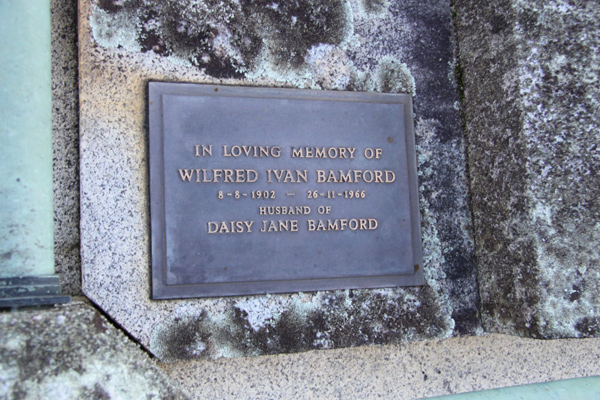 IN LOVING MEMORY OF
WILFRED IVAN BAMFORD
8-8-1902 — 26-11-1966
HUSBAND OF
DAISY JANE BAMFORD